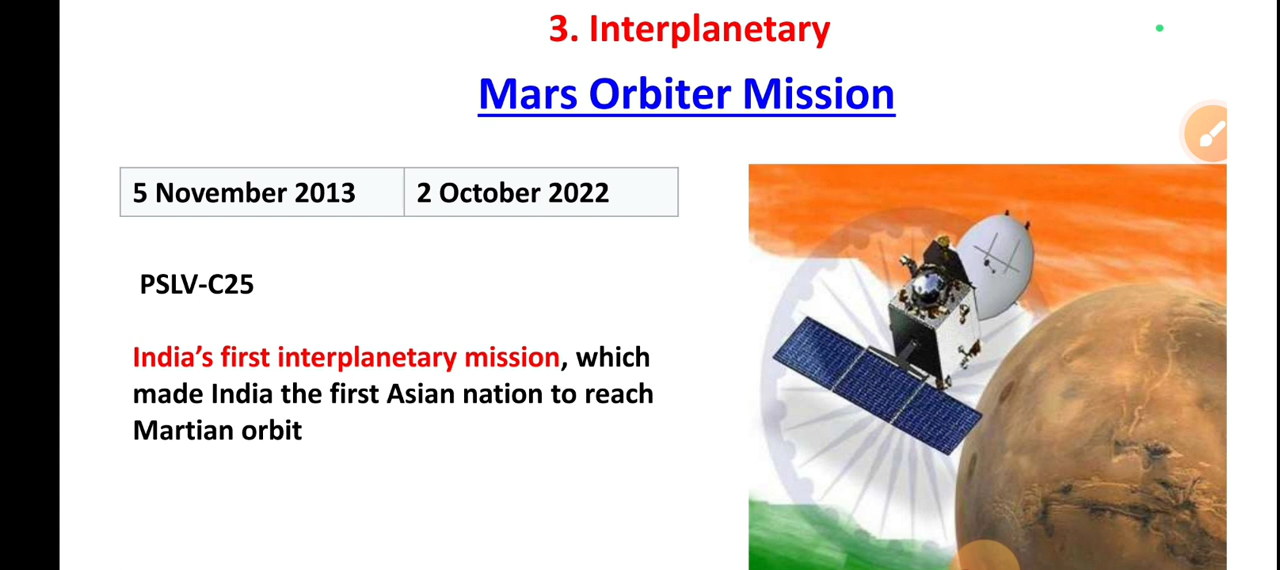 3. Interplanetary
Mars Orbiter Mission
5 November 2013 2 October 2022
PSLV-C25
India’s first interplanetary mission, which
made India the first Asian nation to reach
Martian orbit